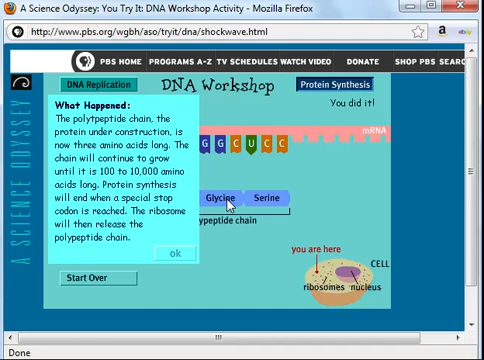 A Science Odyssey: You Try It: DNA Workshop Activity - Mozilla Firefox
http://www.pbs.org/wgbh/aso/tryit/dna/shockwave.html
PBS HOME PROGRAMS A-Z TV SCHEDULES WATCH VIDEO DONATE SHOP PBS SEARC
DNA Replication
DNA Workshop
Protein Synthesis
You did it!
What Happened:
The polytpeptide chain, the
protein under construction, is
now three amino acids long. The
chain will continue to grow
until it is 100 to 10,000 amino
acids long. Protein synthesis
will end when a special stop
codon is reached. The ribosome
will then release the
polypeptide chain.
ok
mRNA
G G C U C C
Glycine Serine
ypeptide chain
you are here
CELL
ribosomes nucleus
Start Over
A SCIENCE ODYSSEY
Done